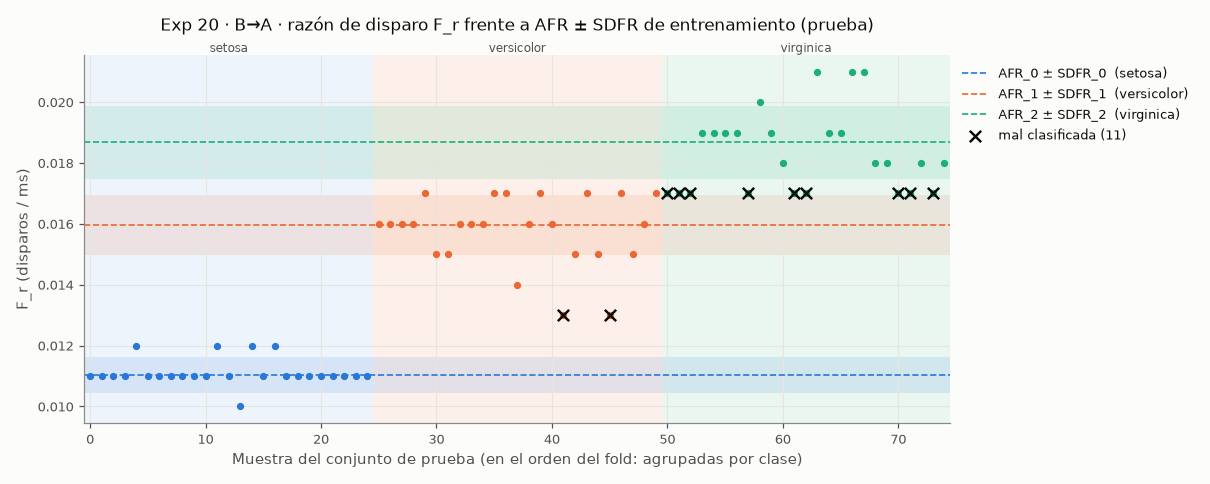 Exp 20 · B→A · razón de disparo F_r frente a AFR ± SDFR de entrenamiento (prueba)
setosa versicolor virginica
AFR_0 ± SDFR_0 (setosa)
AFR_1 ± SDFR_1 (versicolor)
AFR_2 ± SDFR_2 (virginica)
mal clasificada (11)
F_r (disparos / ms)
0.020
0.018
0.016
0.014
0.012
0.010
0 10 20 30 40 50 60 70
Muestra del conjunto de prueba (en el orden del fold: agrupadas por clase)